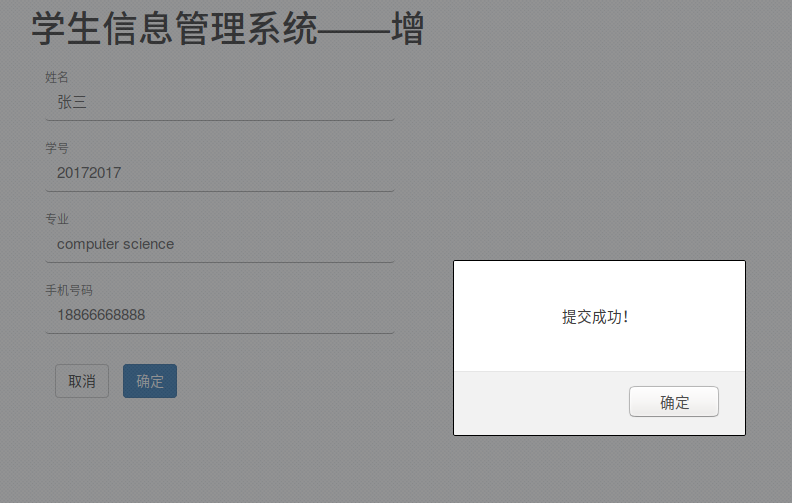 学生信息管理系统——增
姓名
张三
学号
20172017
专业
computer science
手机号码
18866668888
取消 确定
提交成功！
确定